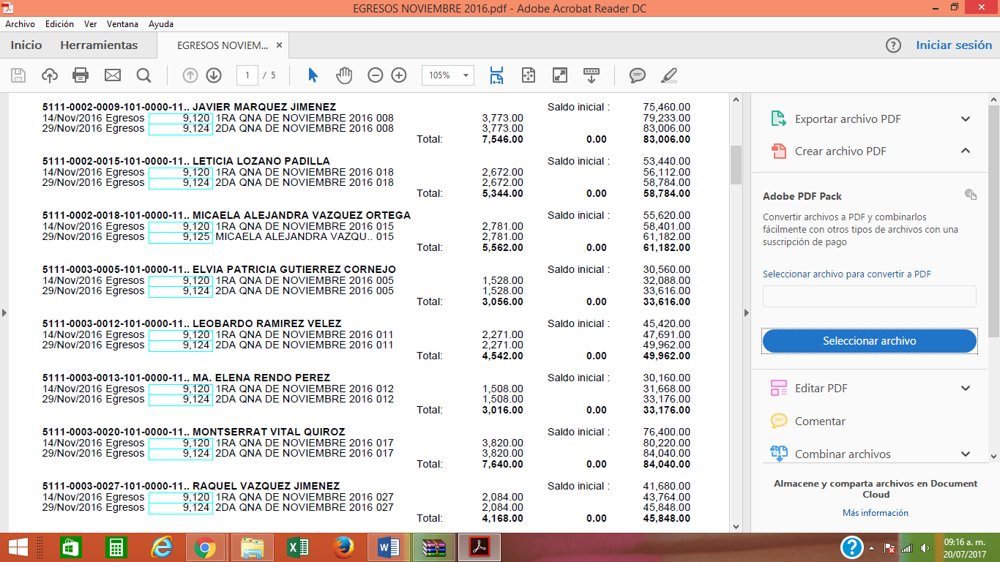 EGRESOS NOVIEMBRE 2016.pdf - Adobe Acrobat Reader DC
Archivo Edición Ver Ventana Ayuda
Inicio Herramientas EGRESOS NOVIEM... × Iniciar sesión
1 / 5 105%
5111-0002-0009-101-0000-11.. JAVIER MARQUEZ JIMENEZ Saldo inicial : 75,460.00
14/Nov/2016 Egresos 9,120 1RA QNA DE NOVIEMBRE 2016 008 3,773.00 79,233.00
29/Nov/2016 Egresos 9,124 2DA QNA DE NOVIEMBRE 2016 008 3,773.00 83,006.00
Total: 7,546.00 0.00 83,006.00
5111-0002-0015-101-0000-11.. LETICIA LOZANO PADILLA Saldo inicial : 53,440.00
14/Nov/2016 Egresos 9,120 1RA QNA DE NOVIEMBRE 2016 018 2,672.00 56,112.00
29/Nov/2016 Egresos 9,124 2DA QNA DE NOVIEMBRE 2016 018 2,672.00 58,784.00
Total: 5,344.00 0.00 58,784.00
5111-0002-0018-101-0000-11.. MICAELA ALEJANDRA VAZQUEZ ORTEGA Saldo inicial : 55,620.00
14/Nov/2016 Egresos 9,120 1RA QNA DE NOVIEMBRE 2016 015 2,781.00 58,401.00
29/Nov/2016 Egresos 9,125 MICAELA ALEJANDRA VAZQU.. 015 2,781.00 61,182.00
Total: 5,562.00 0.00 61,182.00
5111-0003-0005-101-0000-11.. ELVIA PATRICIA GUTIERREZ CORNEJO Saldo inicial : 30,560.00
14/Nov/2016 Egresos 9,120 1RA QNA DE NOVIEMBRE 2016 005 1,528.00 32,088.00
29/Nov/2016 Egresos 9,124 2DA QNA DE NOVIEMBRE 2016 005 1,528.00 33,616.00
Total: 3,056.00 0.00 33,616.00
5111-0003-0012-101-0000-11.. LEOBARDO RAMIREZ VELEZ Saldo inicial : 45,420.00
14/Nov/2016 Egresos 9,120 1RA QNA DE NOVIEMBRE 2016 011 2,271.00 47,691.00
29/Nov/2016 Egresos 9,124 2DA QNA DE NOVIEMBRE 2016 011 2,271.00 49,962.00
Total: 4,542.00 0.00 49,962.00
5111-0003-0013-101-0000-11.. MA. ELENA RENDO PEREZ Saldo inicial : 30,160.00
14/Nov/2016 Egresos 9,120 1RA QNA DE NOVIEMBRE 2016 012 1,508.00 31,668.00
29/Nov/2016 Egresos 9,124 2DA QNA DE NOVIEMBRE 2016 012 1,508.00 33,176.00
Total: 3,016.00 0.00 33,176.00
5111-0003-0020-101-0000-11.. MONTSERRAT VITAL QUIROZ Saldo inicial : 76,400.00
14/Nov/2016 Egresos 9,120 1RA QNA DE NOVIEMBRE 2016 017 3,820.00 80,220.00
29/Nov/2016 Egresos 9,124 2DA QNA DE NOVIEMBRE 2016 017 3,820.00 84,040.00
Total: 7,640.00 0.00 84,040.00
5111-0003-0027-101-0000-11.. RAQUEL VAZQUEZ JIMENEZ Saldo inicial : 41,680.00
14/Nov/2016 Egresos 9,120 1RA QNA DE NOVIEMBRE 2016 027 2,084.00 43,764.00
29/Nov/2016 Egresos 9,124 2DA QNA DE NOVIEMBRE 2016 027 2,084.00 45,848.00
Total: 4,168.00 0.00 45,848.00
Exportar archivo PDF
Crear archivo PDF
Adobe PDF Pack
Convertir archivos a PDF y combinarlos
fácilmente con otros tipos de archivos con una
suscripción de pago
Seleccionar archivo para convertir a PDF
Seleccionar archivo
Editar PDF
Comentar
Combinar archivos
Almacene y comparta archivos en Document
Cloud
Más información
09:16 a. m.
20/07/2017